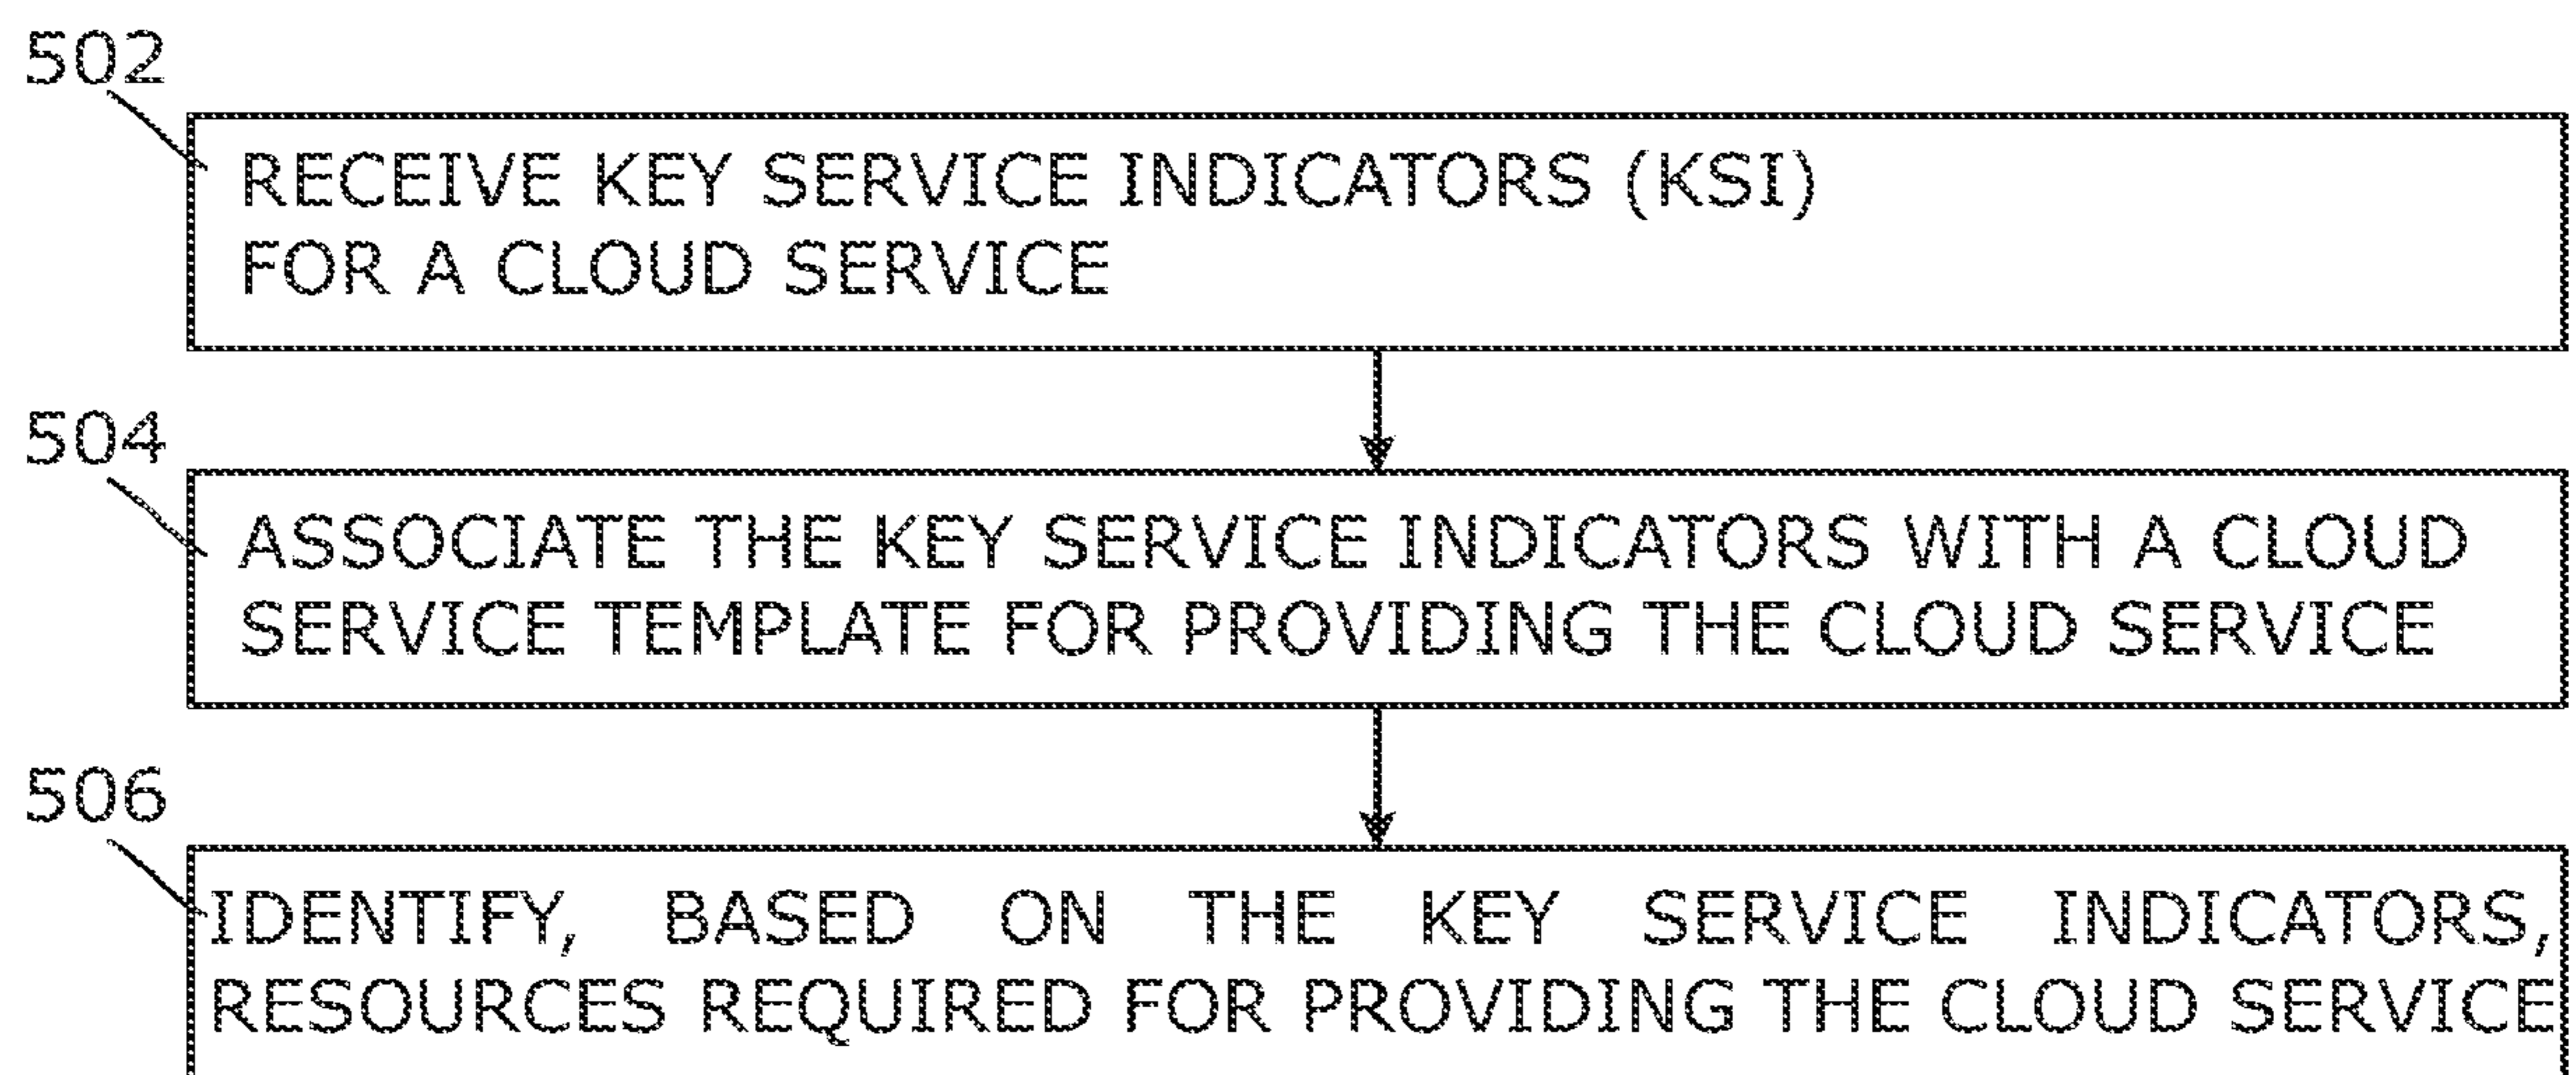 502
RECEIVE KEY SERVICE INDICATORS (KSI)
FOR A CLOUD SERVICE
504
ASSOCIATE THE KEY SERVICE INDICATORS WITH A CLOUD
SERVICE TEMPLATE FOR PROVIDING THE CLOUD SERVICE
506
IDENTIFY, BASED ON THE KEY SERVICE INDICATORS,
RESOURCES REQUIRED FOR PROVIDING THE CLOUD SERVICE